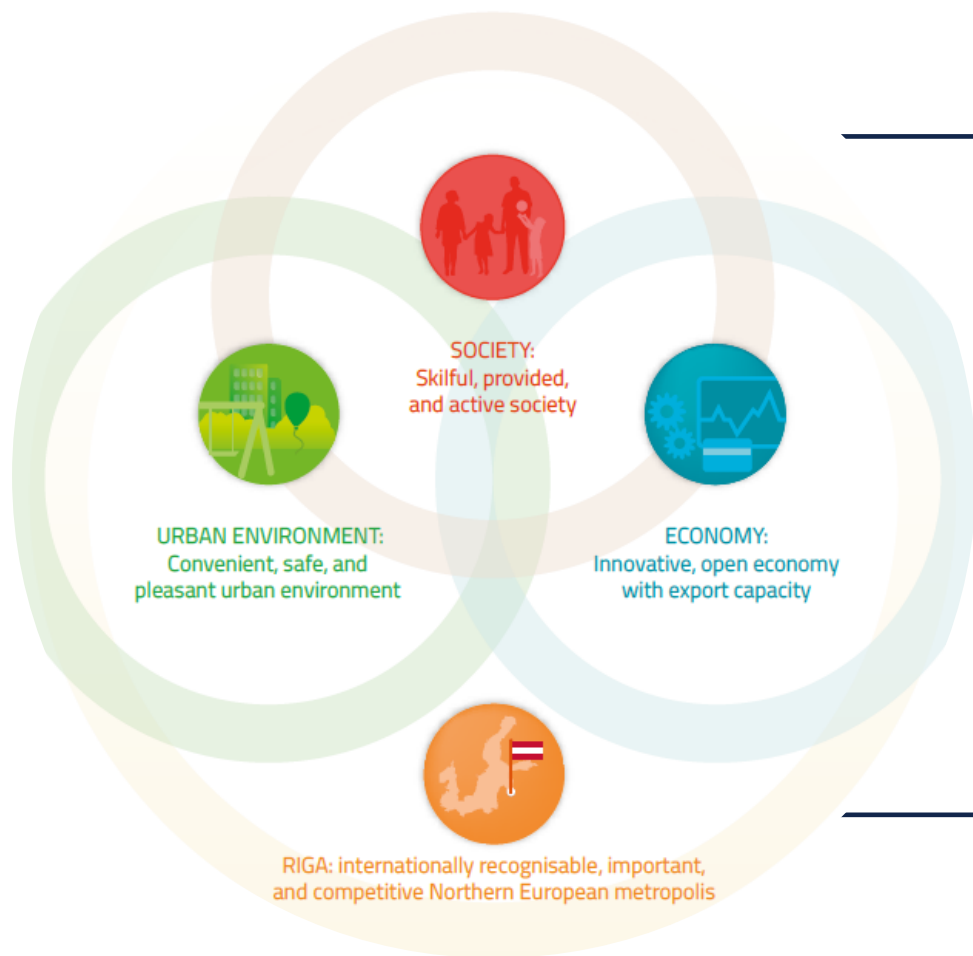 SOCIETY:
Skilful, provided,
and active society
URBAN ENVIRONMENT:
Convenient, safe, and
pleasant urban environment
ECONOMY:
Innovative, open economy
with export capacity
RIGA: internationally recognisable, important,
and competitive Northern European metropolis